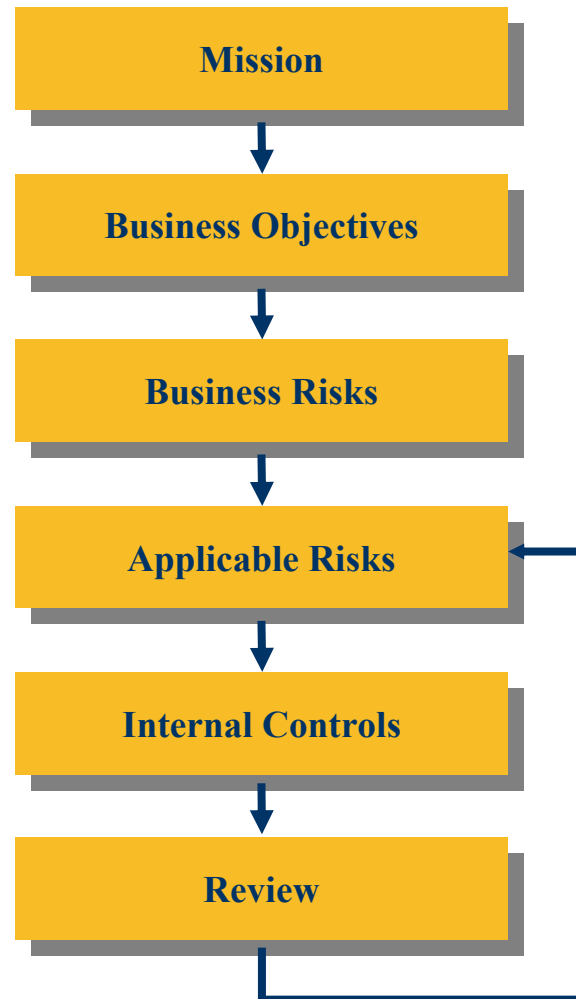 Mission
Business Objectives
Business Risks
Applicable Risks
Internal Controls
Review